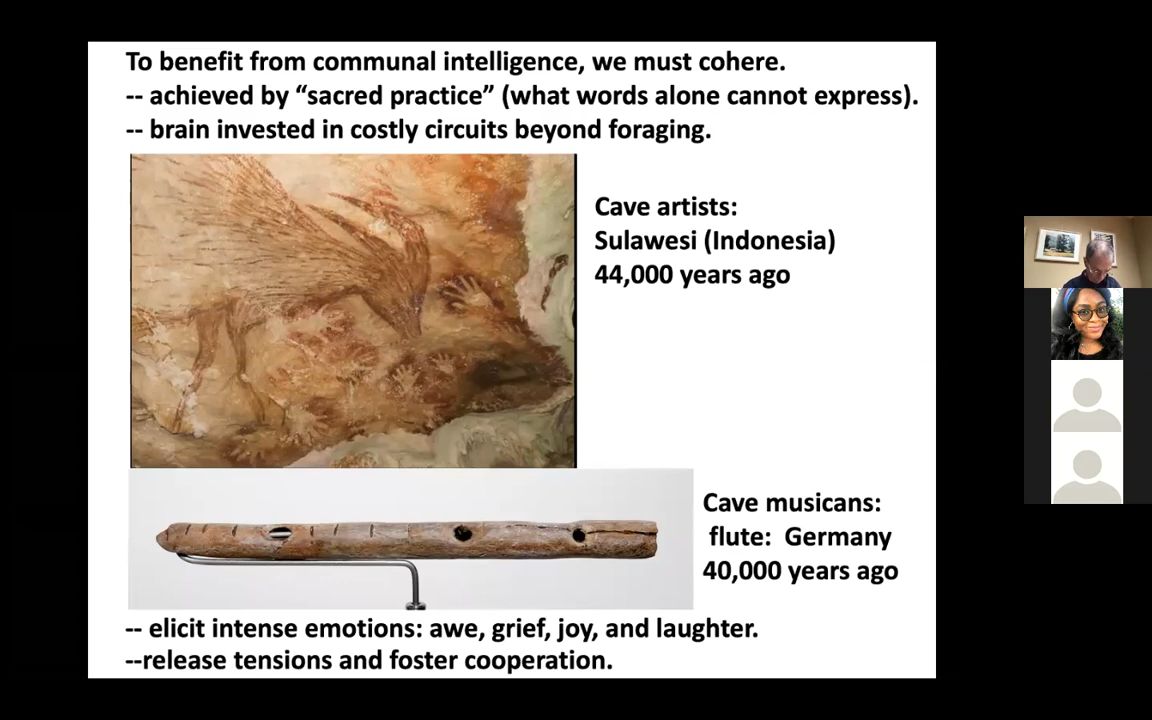 To benefit from communal intelligence, we must cohere.
-- achieved by “sacred practice” (what words alone cannot express).
-- brain invested in costly circuits beyond foraging.
Cave artists:
Sulawesi (Indonesia)
44,000 years ago
Cave musicans:
flute: Germany
40,000 years ago
-- elicit intense emotions: awe, grief, joy, and laughter.
--release tensions and foster cooperation.